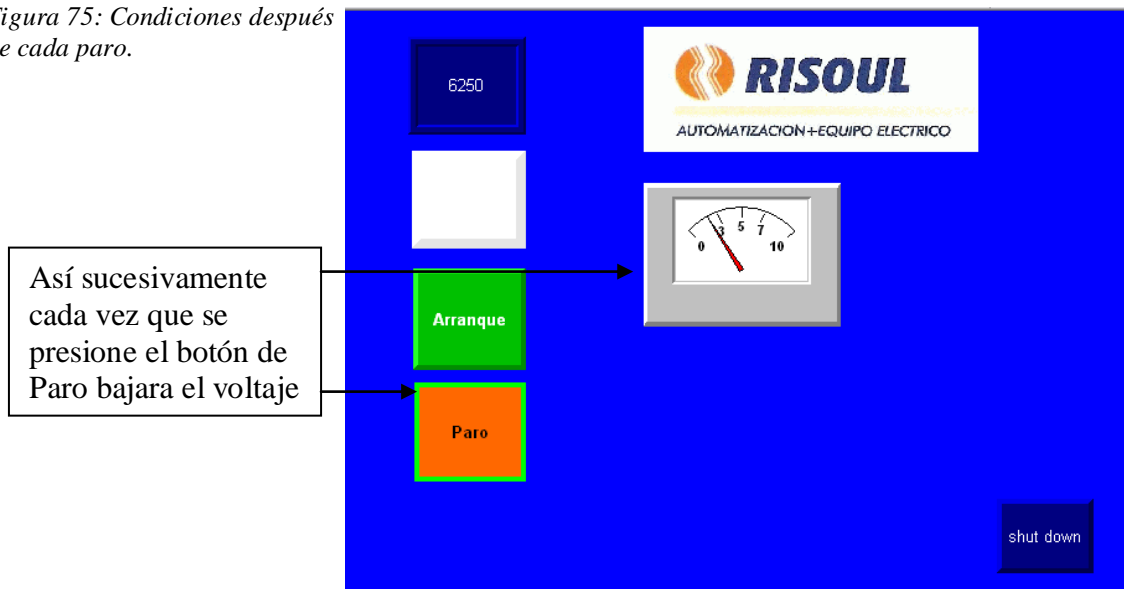 igura 75: Condiciones después
e cada paro.
6250
RISOUL
AUTOMATIZACION+EQUIPO ELECTRICO
0 3 5 7 10
Así sucesivamente
cada vez que se
presione el botón de
Paro bajara el voltaje
Arranque
Paro
shut down